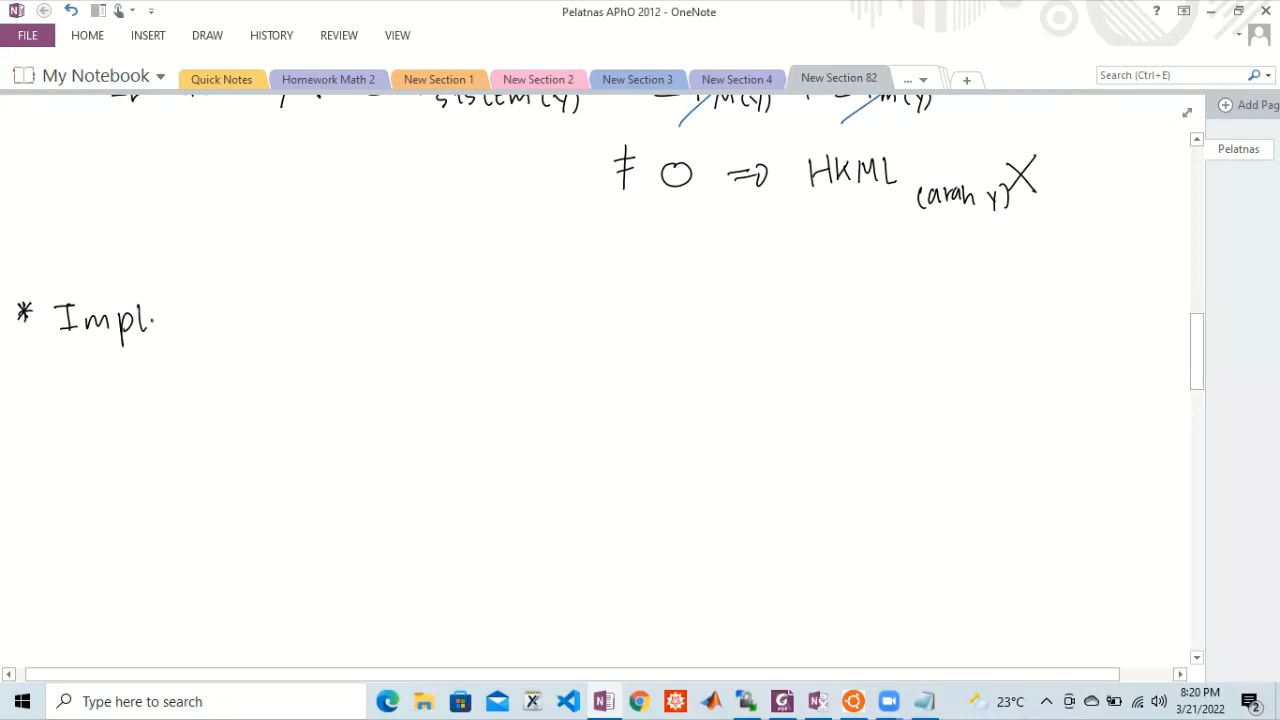 Pelatnas APhO 2012 - OneNote
FILE HOME INSERT DRAW HISTORY REVIEW VIEW
My Notebook Quick Notes Homework Math 2 New Section 1 New Section 2 New Section 3 New Section 4 New Section 82 ... + Search (Ctrl+E)
sistem(y)
Add Pag
Pelatnas
≠ 0 ⇒ HKML (arah y) X
* Impl.
Type here to search 23°C 8:20 PM
3/21/2022 2